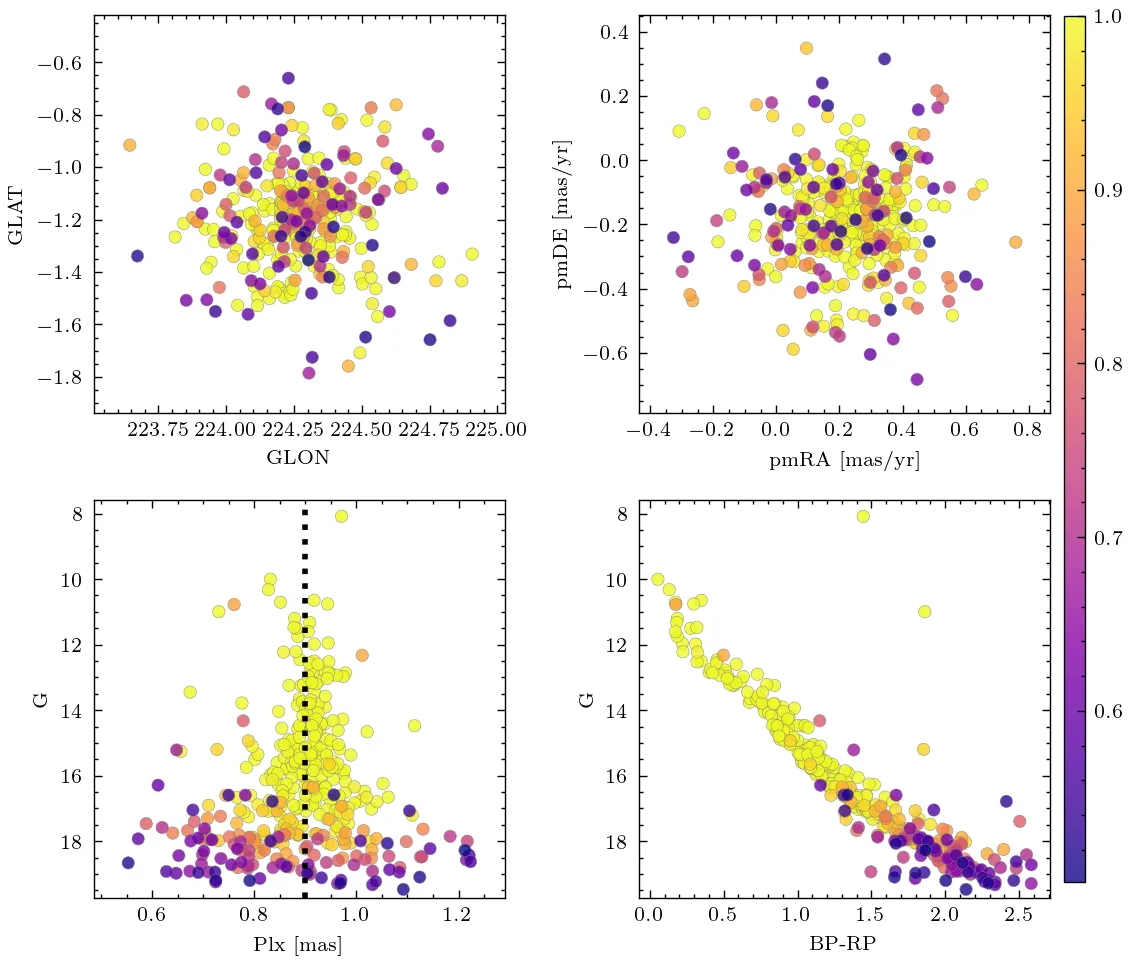 −0.6
−0.8
−1.0
−1.2
−1.4
−1.6
−1.8
GLAT
223.75 224.00 224.25 224.50 224.75 225.00
GLON
0.4
0.2
0.0
−0.2
−0.4
−0.6
pmDE [mas/yr]
−0.4 −0.2 0.0 0.2 0.4 0.6 0.8
pmRA [mas/yr]
8
10
12
14
16
18
G
0.6 0.8 1.0 1.2
Plx [mas]
8
10
12
14
16
18
G
0.0 0.5 1.0 1.5 2.0 2.5
BP-RP
1.0
0.9
0.8
0.7
0.6